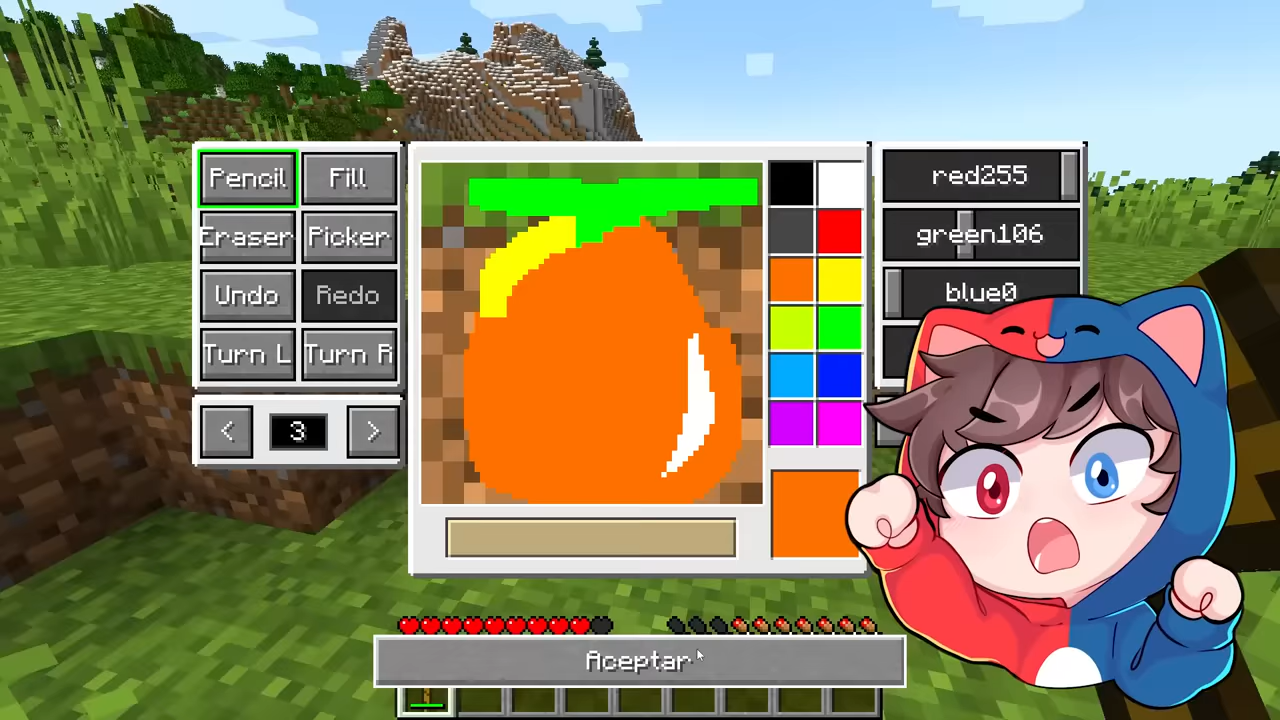 Pencil Fill
Eraser Picker
Undo Redo
Turn L Turn R
< 3 >
red255
green106
blue0
Aceptar